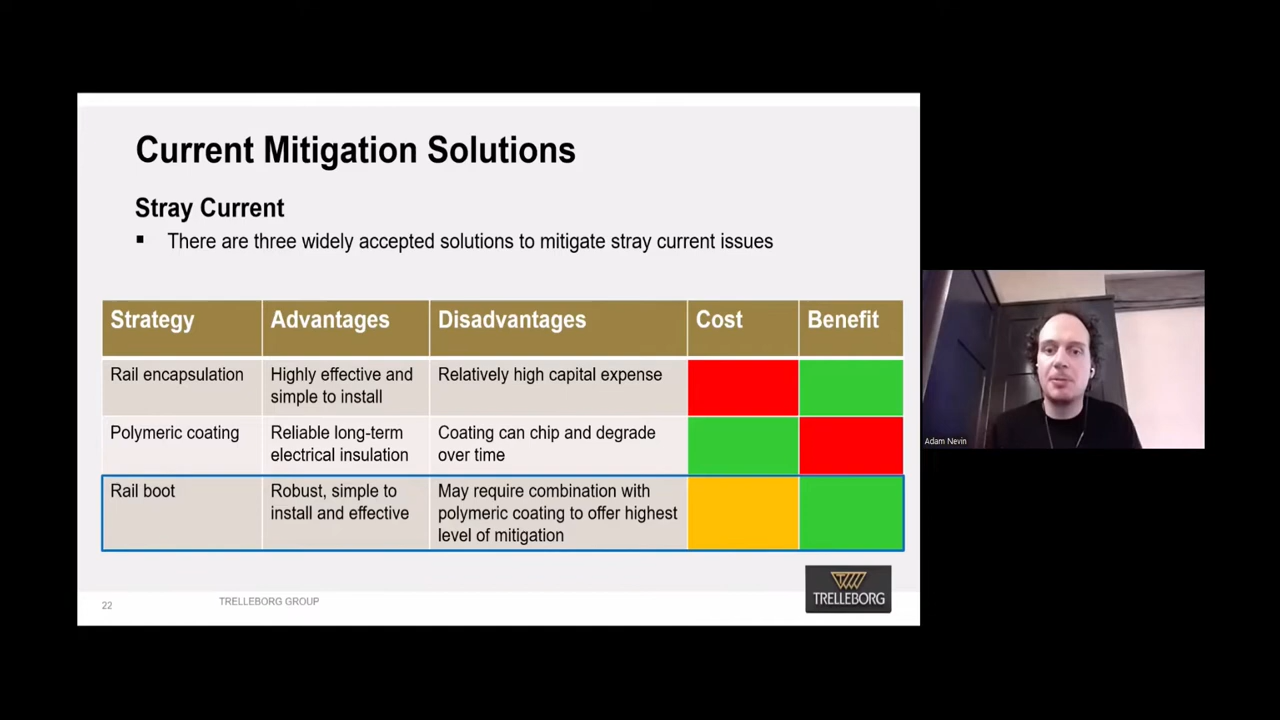 Current Mitigation Solutions
Stray Current
▪ There are three widely accepted solutions to mitigate stray current issues
Strategy
Advantages
Disadvantages
Cost
Benefit
Rail encapsulation
Highly effective and
simple to install
Relatively high capital expense
Polymeric coating
Reliable long-term
electrical insulation
Coating can chip and degrade
over time
Rail boot
Robust, simple to
install and effective
May require combination with
polymeric coating to offer highest
level of mitigation
22
TRELLEBORG GROUP
TRELLEBORG
Adam Nevin